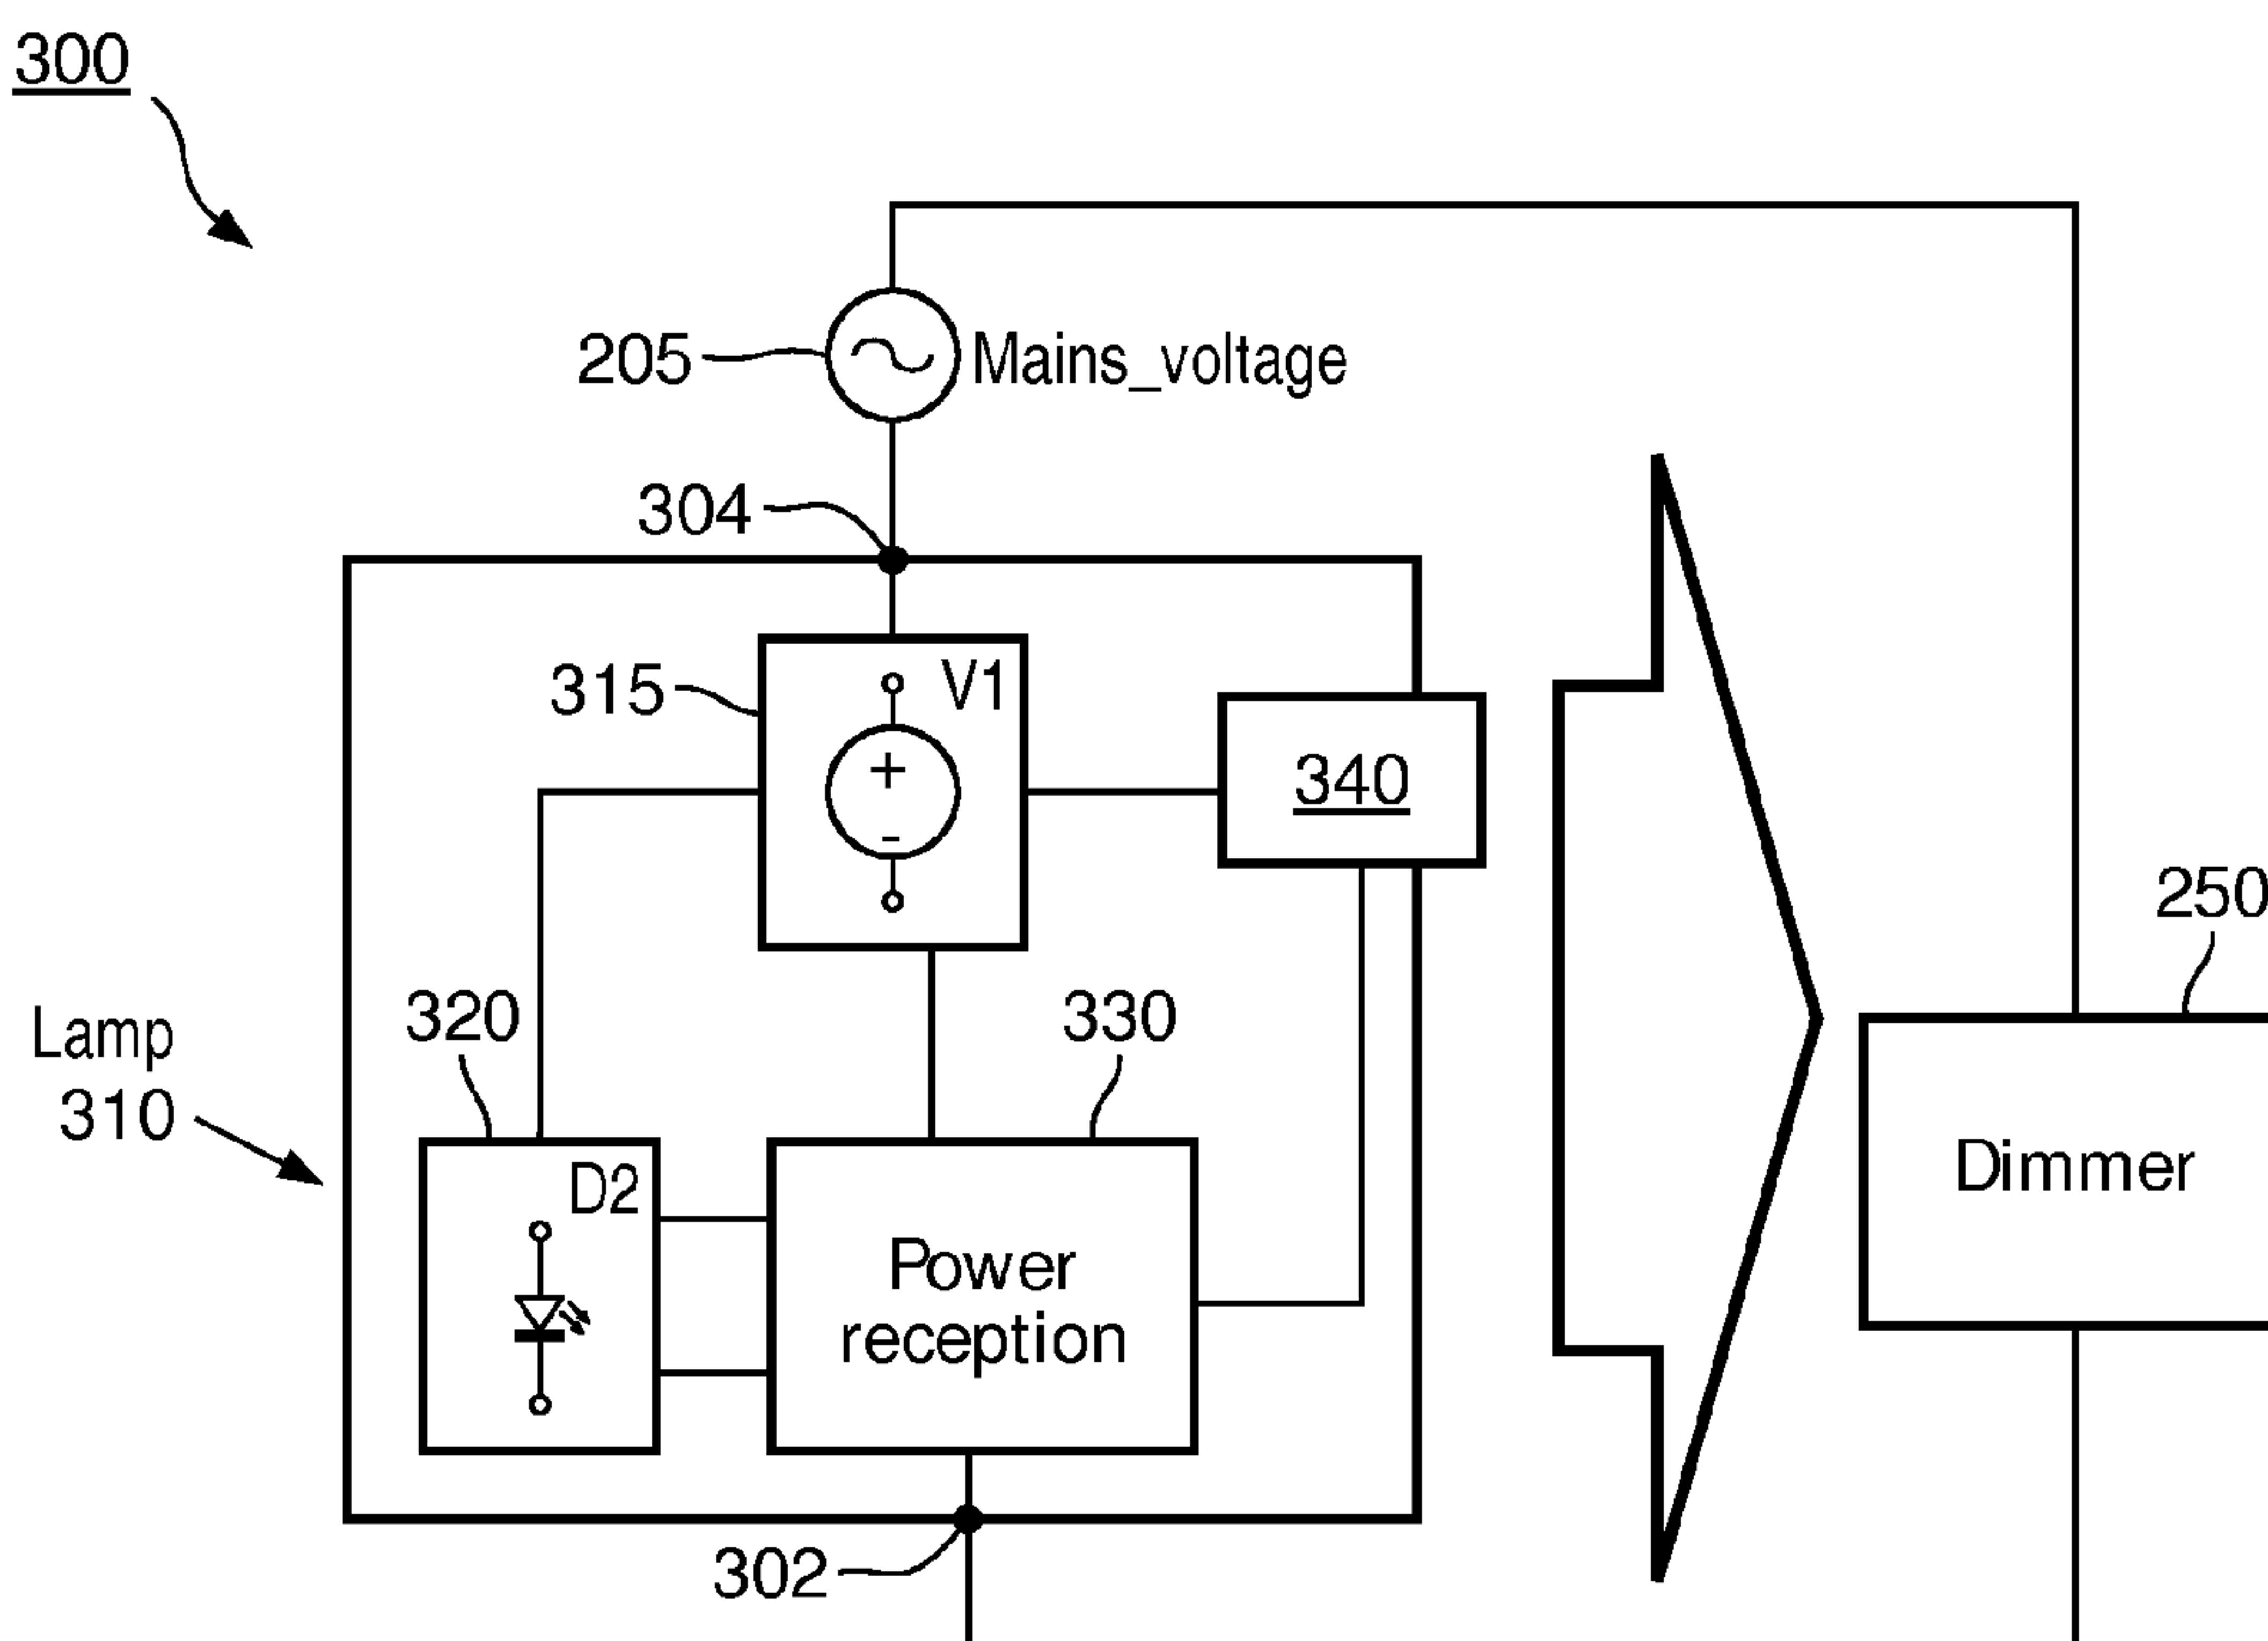 300
205
Mains_voltage
304
315
V1
+
-
340
250
320
330
Lamp
310
D2
Dimmer
Power
reception
302